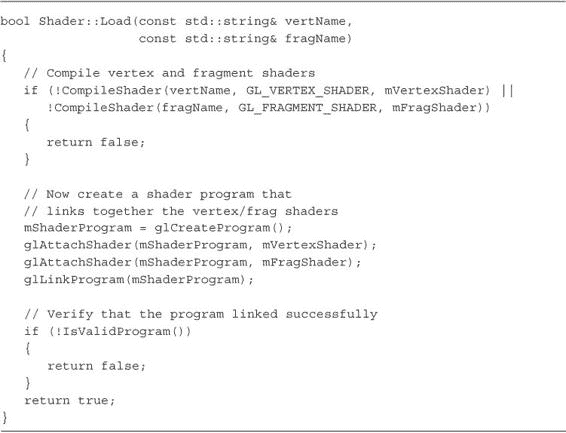 bool Shader::Load(const std::string& vertName,
                  const std::string& fragName)
{
   // Compile vertex and fragment shaders
   if (!CompileShader(vertName, GL_VERTEX_SHADER, mVertexShader) ||
      !CompileShader(fragName, GL_FRAGMENT_SHADER, mFragShader))
   {
      return false;
   }

   // Now create a shader program that
   // links together the vertex/frag shaders
   mShaderProgram = glCreateProgram();
   glAttachShader(mShaderProgram, mVertexShader);
   glAttachShader(mShaderProgram, mFragShader);
   glLinkProgram(mShaderProgram);

   // Verify that the program linked successfully
   if (!IsValidProgram())
   {
      return false;
   }
   return true;
}